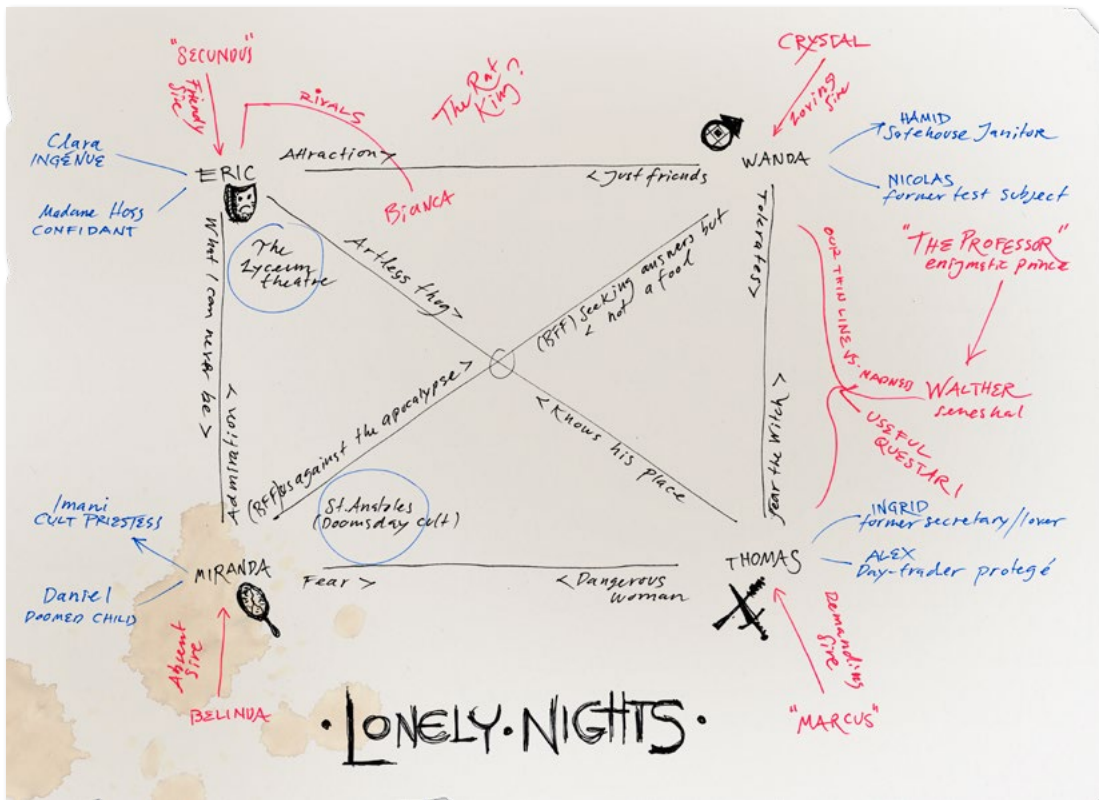 "SECUNDUS"
Friendly
Sire
RIVALS
The Rat
King?
CRYSTAL
Loving Sire
Clara
INGENUE
ERIC
Madame Hoss
CONFIDANT
Attraction >
< Just friends
WANDA
HAMID
Safehouse Janitor
NICOLAS
former test subject
BIANCA
The
Lyceum
theatre
What I can never be >
< Admiration
Artless thug >
< Knows his place
(BFF) Seeking answers but
< not a food
(BFF) us against the apocalypse >
Tolerates >
Fear the Witch >
OUR THIN LINE VS. MADNESS
"THE PROFESSOR"
enigmatic prince
WALTHER
seneshal
USEFUL
QUESTARI
St. Anatoles
(Doomsday cult)
Imani
CULT PRIESTESS
MIRANDA
Daniel
DOOMED CHILD
Fear >
< Dangerous
woman
THOMAS
INGRID
former secretary/lover
ALEX
Day-trader protegé
Absent
Sire
BELINDA
Demanding
Sire
"MARCUS"
·LONELY·NIGHTS·